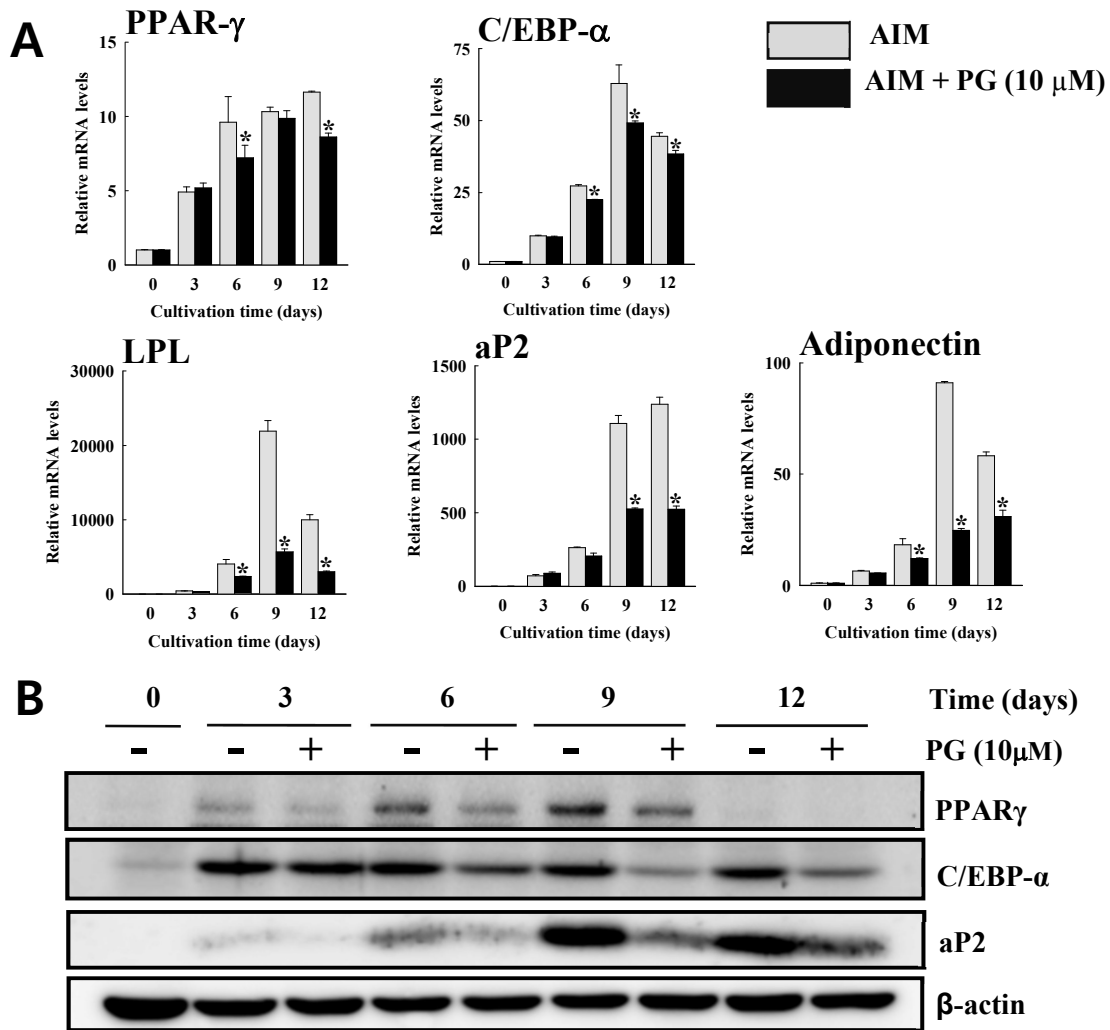 A
PPAR-γ
C/EBP-α
AIM
AIM + PG (10 μM)
Relative mRNA levels
15
10
5
0
0 3 6 9 12
Cultivation time (days)
Relative mRNA levels
75
50
25
0
* * * * *
0 3 6 9 12
Cultivation time (days)
LPL
aP2
Adiponectin
Relative mRNA levels
30000
20000
10000
0
* * *
0 3 6 9 12
Cultivation time (days)
Relative mRNA levles
1500
1000
500
0
* *
0 3 6 9 12
Cultivation time (days)
Relative mRNA levels
100
50
0
* * *
0 3 6 9 12
Cultivation time (days)
B
0 3 6 9 12 Time (days)
- - + - + - + - + PG (10μM)
PPARγ
C/EBP-α
aP2
β-actin